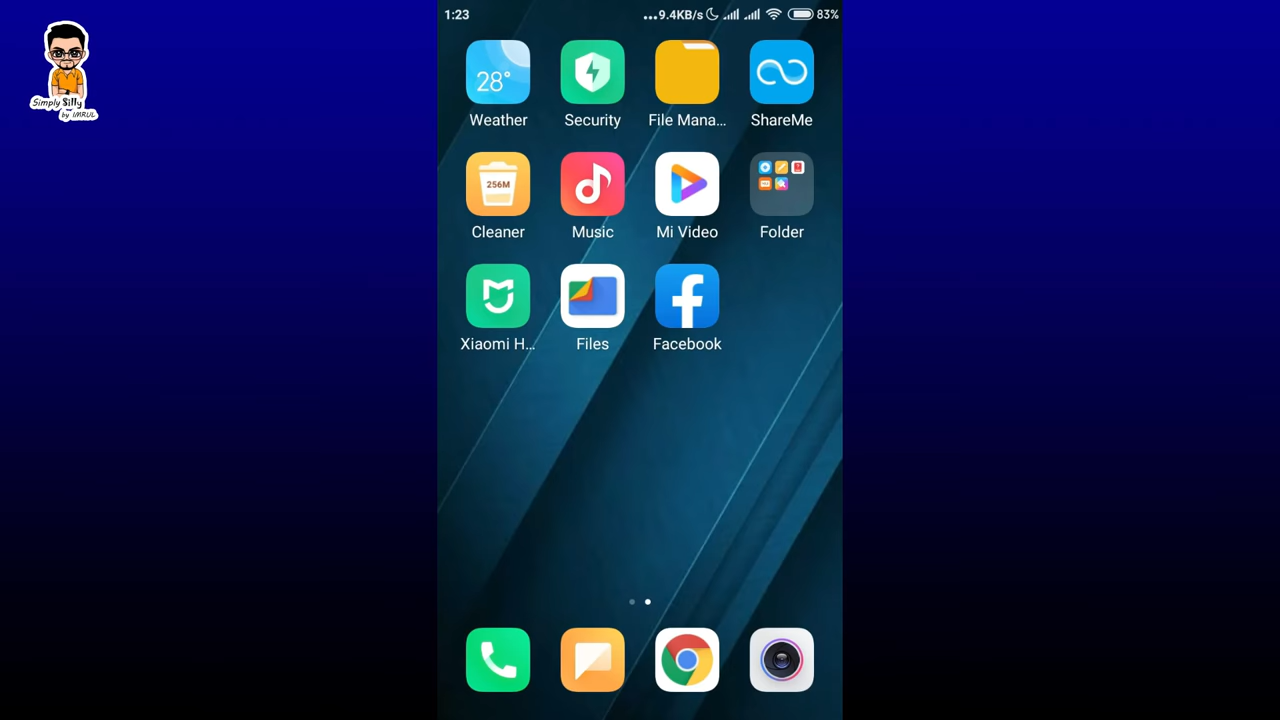 1:23
...9.4KB/s 83%
Simply Silly
by IMRUL
28°
Weather
Security
File Mana...
ShareMe
256M
Cleaner
Music
Mi Video
Folder
Xiaomi H...
Files
Facebook